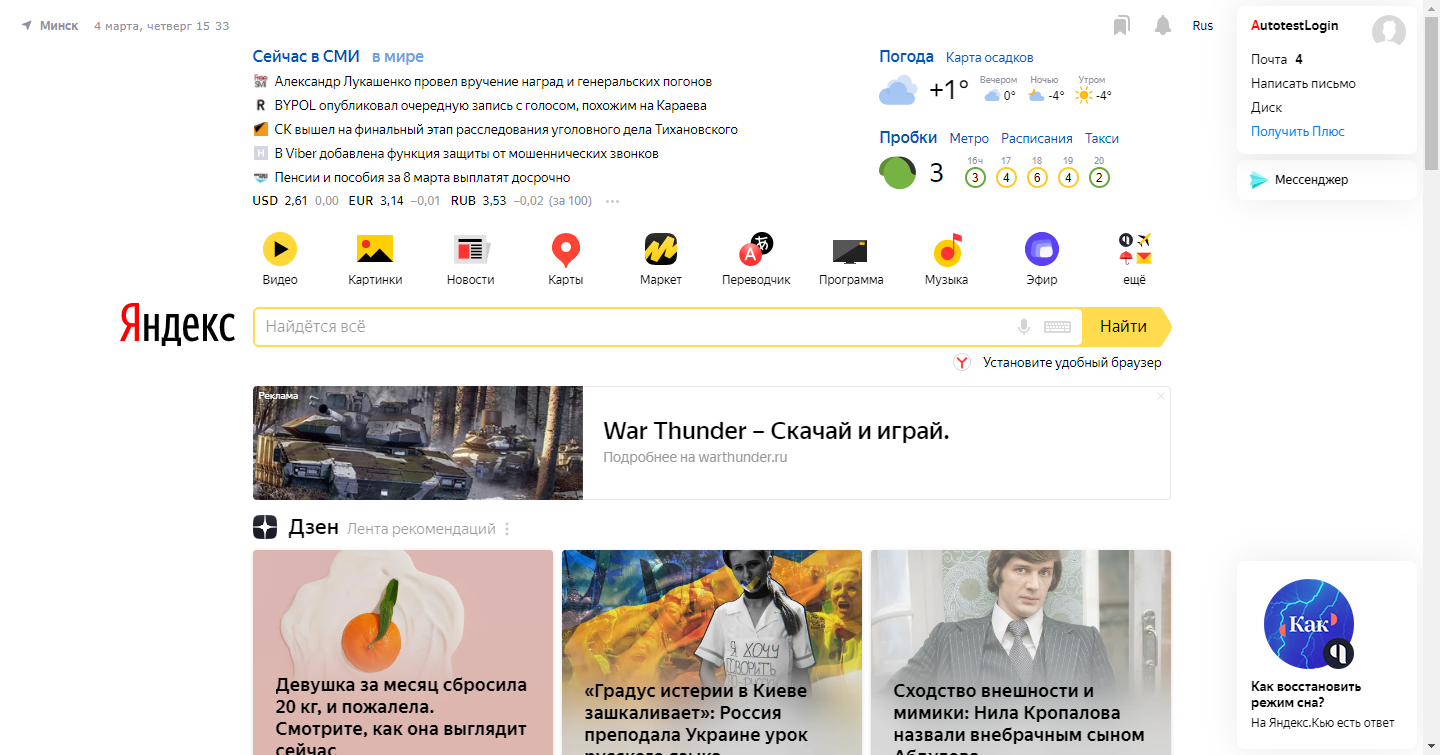 Минск 4 марта, четверг 15 33
Rus
AutotestLogin
Почта 4
Написать письмо
Диск
Получить Плюс
Мессенджер
Сейчас в СМИ в мире
Александр Лукашенко провел вручение наград и генеральских погонов
BYPOL опубликовал очередную запись с голосом, похожим на Караева
СК вышел на финальный этап расследования уголовного дела Тихановского
В Viber добавлена функция защиты от мошеннических звонков
Пенсии и пособия за 8 марта выплатят досрочно
USD 2,61 0,00 EUR 3,14 −0,01 RUB 3,53 −0,02 (за 100)
Погода Карта осадков
+1° Вечером 0° Ночью -4° Утром -4°
Пробки Метро Расписания Такси
16ч 17 18 19 20
3 3 4 6 4 2
Видео Картинки Новости Карты Маркет Переводчик Программа Музыка Эфир ещё
Яндекс
Найдётся всё
Найти
Установите удобный браузер
Реклама
War Thunder – Скачай и играй.
Подробнее на warthunder.ru
Дзен Лента рекомендаций
Девушка за месяц сбросила
20 кг, и пожалела.
Смотрите, как она выглядит
сейчас
Я ХОЧУ
ГОВОРИТЬ
«Градус истерии в Киеве
зашкаливает»: Россия
преподала Украине урок
русского языка
Сходство внешности и
мимики: Нила Кропалова
назвали внебрачным сыном
Абдулова
Как
Как восстановить
режим сна?
На Яндекс.Кью есть ответ